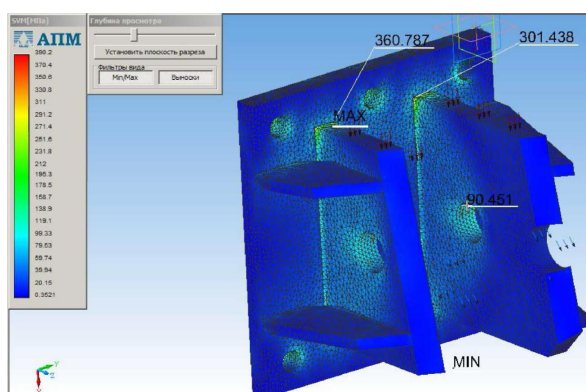 SVM[МПа]
АПМ
390.2
370.4
350.6
330.8
311
291.2
271.4
251.6
231.8
212
192.3
178.5
158.7
138.9
119.1
99.33
79.53
59.74
39.94
20.15
0.3521
Глубина просмотра
Установить плоскость разреза
Фильтры вида
Min/Max
Выноски
360.787
301.438
MAX
90.451
MIN